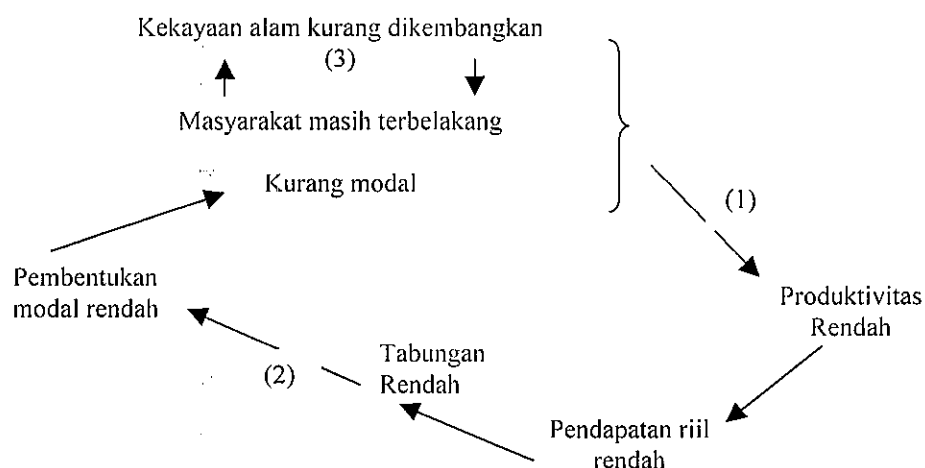 Kekayaan alam kurang dikembangkan
(3)
Masyarakat masih terbelakang
Kurang modal
(1)
Pembentukan
modal rendah
Produktivitas
Rendah
Tabungan
Rendah
(2)
Pendapatan riil
rendah